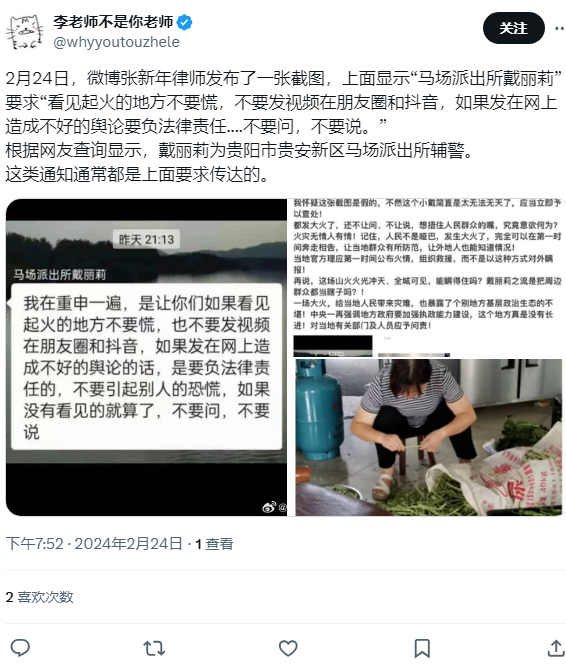 李老师不是你老师
@whyyoutouzhele
关注
2月24日，微博张新年律师发布了一张截图，上面显示“马场派出所戴丽莉”
要求“看见起火的地方不要慌，不要发视频在朋友圈和抖音，如果发在网上
造成不好的舆论要负法律责任....不要问，不要说。”
根据网友查询显示，戴丽莉为贵阳市贵安新区马场派出所辅警。
这类通知通常都是上面要求传达的。
昨天 21:13
马场派出所戴丽莉
我在重申一遍，是让你们如果看见
起火的地方不要慌，也不要发视频
在朋友圈和抖音，如果发在网上造
成不好的舆论的话，是要负法律责
任的，不要引起别人的恐慌，如果
没有看见的就算了，不要问，不要
说
我怀疑这张截图是假的，不然这个小戴简直是太无法无天了，应当立即予
以查处！
都发大火了，还不让问、不让说，想捂住人民群众的嘴，究竟意欲何为？
火灾无情人有情！记住，人民不是哑巴，发生大火了，完全可以在第一时
间奔走相告，让当地群众有所防范，让外地人也能知道情况！
当地官方理应第一时间公布火情，组织救援，而不是以这种方式对外瞒
报！
再说，这场山火火光冲天、全城可见，能瞒得住吗？戴丽莉之流是把周边
群众都当瞎子吗？！
一场大火，给当地人民带来灾难，也暴露了个别地方基层政治生态的不
堪！中央一再强调地方政府要加强执政能力建设，这个地方真是没有长
进！对当地有关部门及人员应予问责！
下午7:52 · 2024年2月24日 · 1 查看
2 喜欢次数